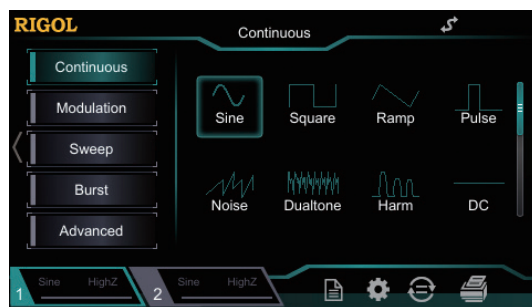 RIGOL
Continuous
Continuous
Modulation
Sweep
Burst
Advanced
Sine Square Ramp Pulse
Noise Dualtone Harm DC
1 Sine HighZ
2 Sine HighZ